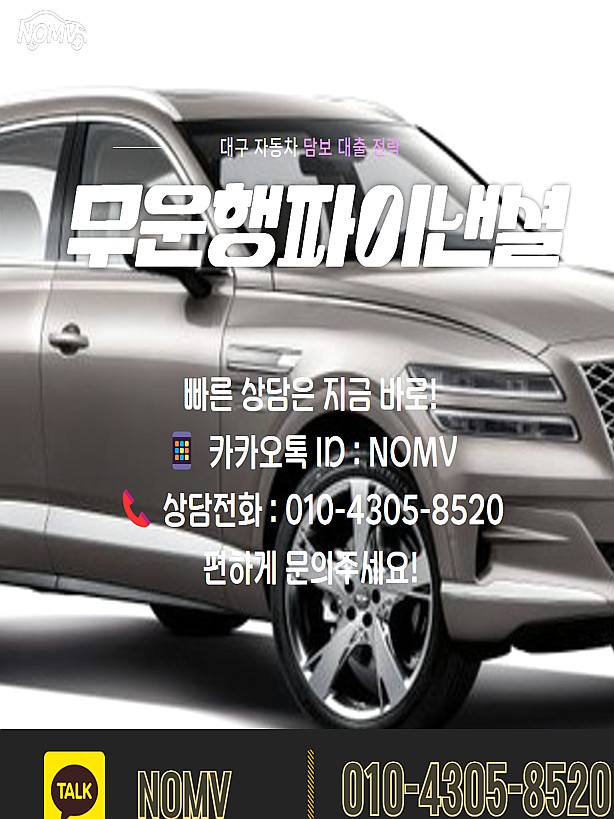 NOMV
대구 자동차 담보 대출 전략
무운행파이낸셜
빠른 상담은 지금 바로!
카카오톡 ID : NOMV
상담전화 : 010-4305-8520
편하게 문의주세요!
TALK
NOMV
010-4305-8520